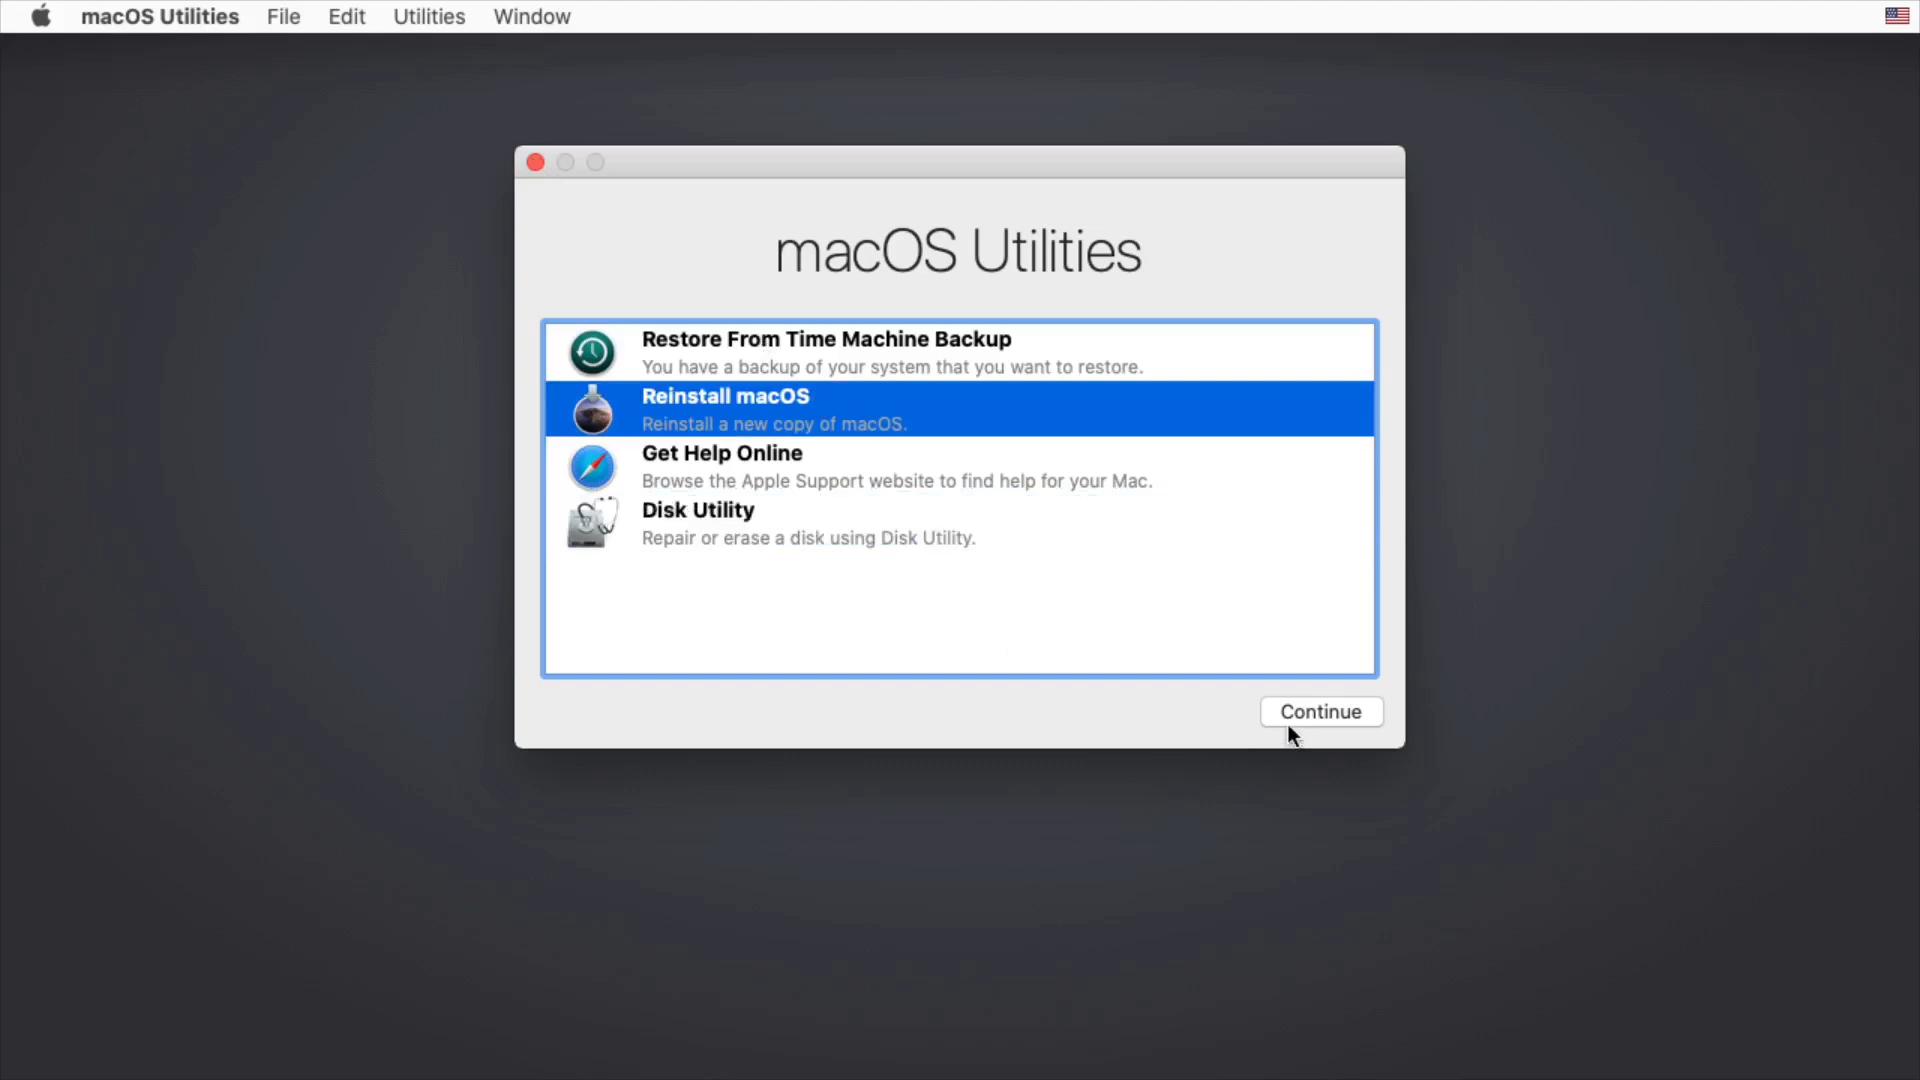 macOS Utilities File Edit Utilities Window
macOS Utilities
Restore From Time Machine Backup
You have a backup of your system that you want to restore.
Reinstall macOS
Reinstall a new copy of macOS.
Get Help Online
Browse the Apple Support website to find help for your Mac.
Disk Utility
Repair or erase a disk using Disk Utility.
Continue